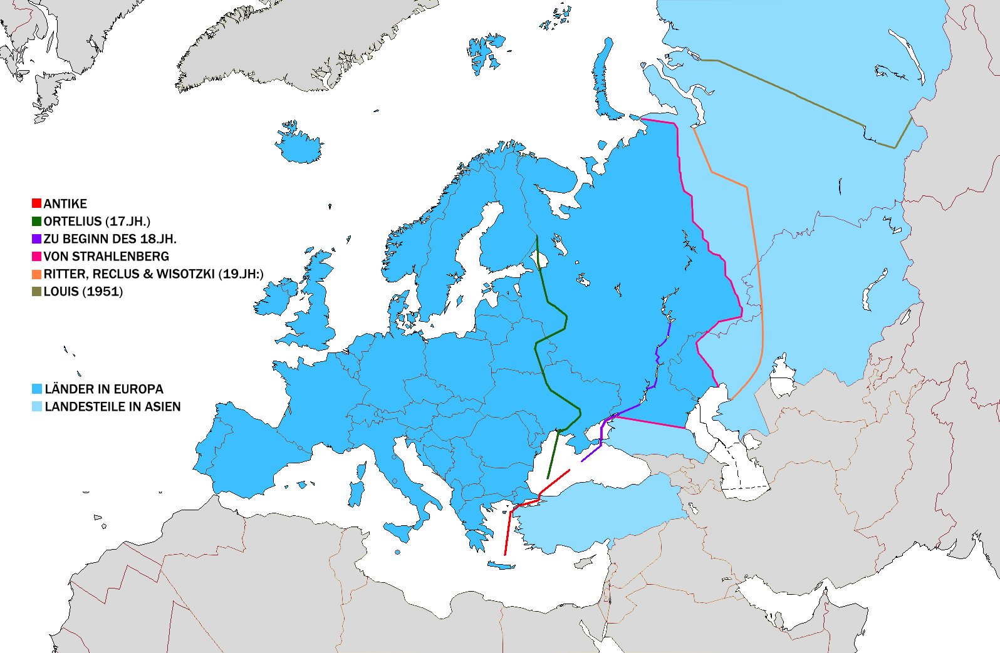 ANTIKE
ORTELIUS (17.JH.)
ZU BEGINN DES 18.JH.
VON STRAHLENBERG
RITTER, RECLUS & WISOTZKI (19.JH:)
LOUIS (1951)
LÄNDER IN EUROPA
LANDESTEILE IN ASIEN